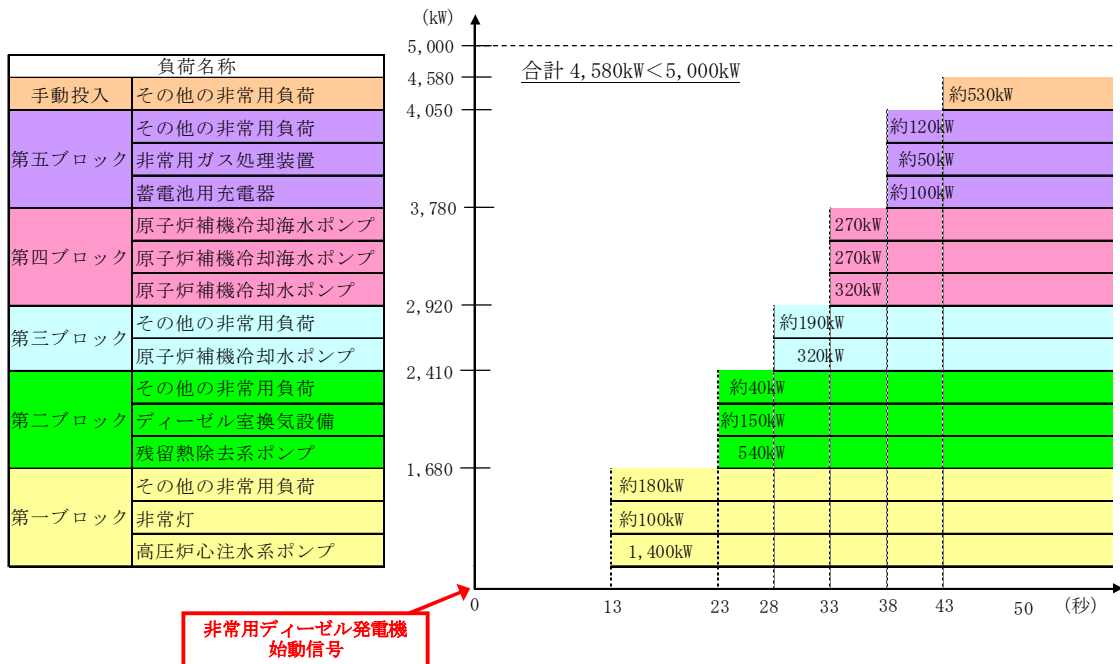 (kW)
5,000
合計 4,580kW＜5,000kW
負荷名称
4,580
手動投入 その他の非常用負荷 約530kW
4,050
第五ブロック
その他の非常用負荷 約120kW
非常用ガス処理装置 約50kW
蓄電池用充電器 約100kW
3,780
第四ブロック
原子炉補機冷却海水ポンプ 270kW
原子炉補機冷却海水ポンプ 270kW
原子炉補機冷却水ポンプ 320kW
2,920
第三ブロック
その他の非常用負荷 約190kW
原子炉補機冷却水ポンプ 320kW
2,410
第二ブロック
その他の非常用負荷 約40kW
ディーゼル室換気設備 約150kW
残留熱除去系ポンプ 540kW
1,680
第一ブロック
その他の非常用負荷 約180kW
非常灯 約100kW
高圧炉心注水系ポンプ 1,400kW
0 13 23 28 33 38 43 50 (秒)
非常用ディーゼル発電機
始動信号